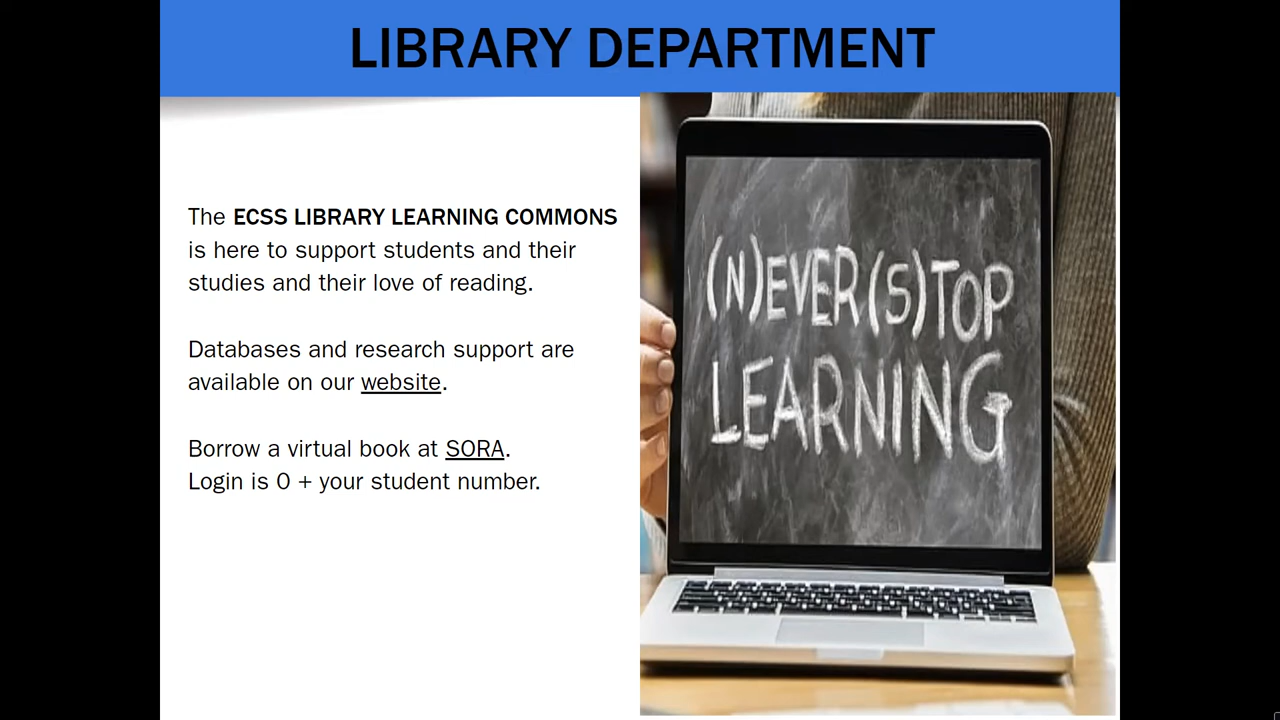 LIBRARY DEPARTMENT
The ECSS LIBRARY LEARNING COMMONS
is here to support students and their
studies and their love of reading.
Databases and research support are
available on our website.
Borrow a virtual book at SORA.
Login is 0 + your student number.
(N)EVER (S)TOP
LEARNING